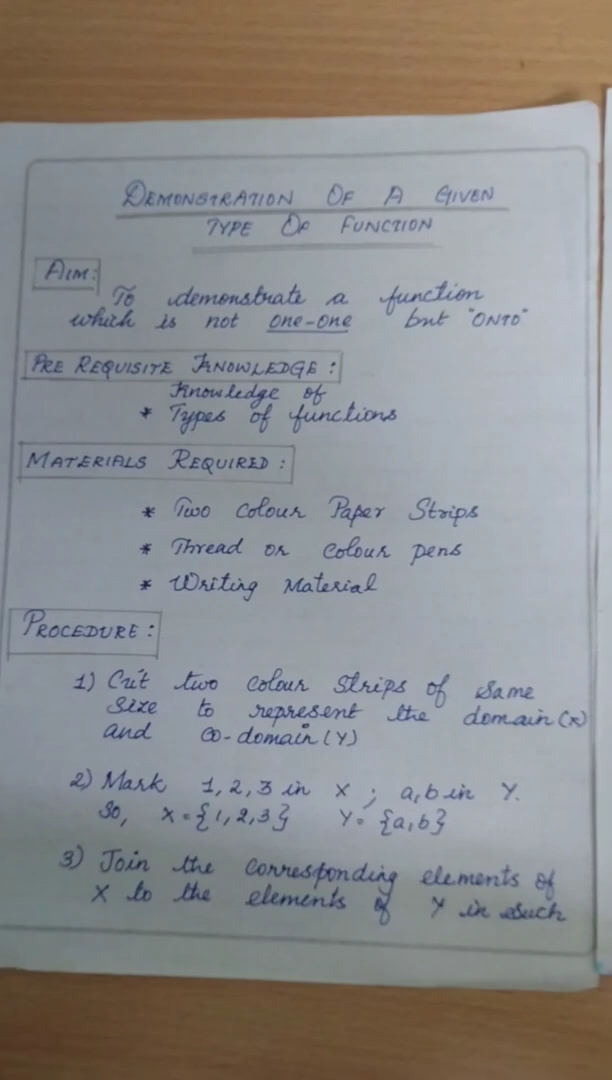 DEMONSTRATION OF A GIVEN
TYPE OF FUNCTION
AIM:
To demonstrate a function
which is not one-one but "ONTO"
PRE REQUISITE KNOWLEDGE :
Knowledge of
* Types of functions
MATERIALS REQUIRED :
* Two Colour Paper Strips
* Thread or Colour pens
* Writing Material
PROCEDURE :
1) Cut two colour strips of same
size to represent the domain (x)
and co-domain (Y)
2) Mark 1, 2, 3 in X ; a, b in Y.
So, X = {1, 2, 3} Y = {a, b}
3) Join the corresponding elements of
X to the elements of Y in such